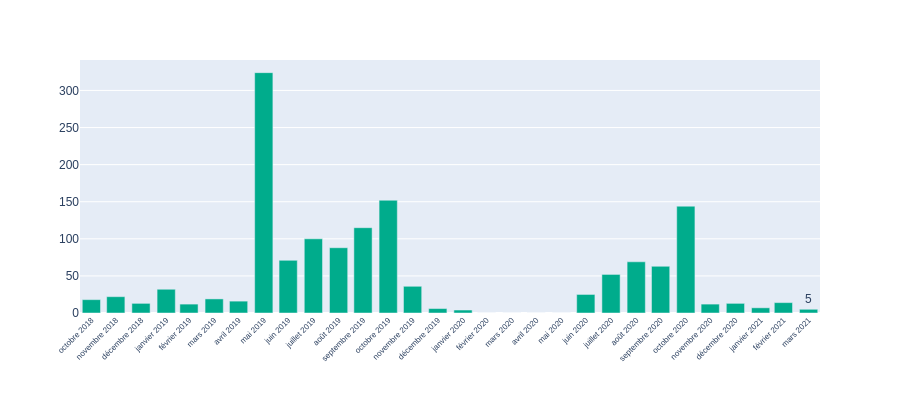 300
250
200
150
100
50
0
5
octobre 2018
novembre 2018
décembre 2018
janvier 2019
février 2019
mars 2019
avril 2019
mai 2019
juin 2019
juillet 2019
août 2019
septembre 2019
octobre 2019
novembre 2019
décembre 2019
janvier 2020
février 2020
mars 2020
avril 2020
mai 2020
juin 2020
juillet 2020
août 2020
septembre 2020
octobre 2020
novembre 2020
décembre 2020
janvier 2021
février 2021
mars 2021